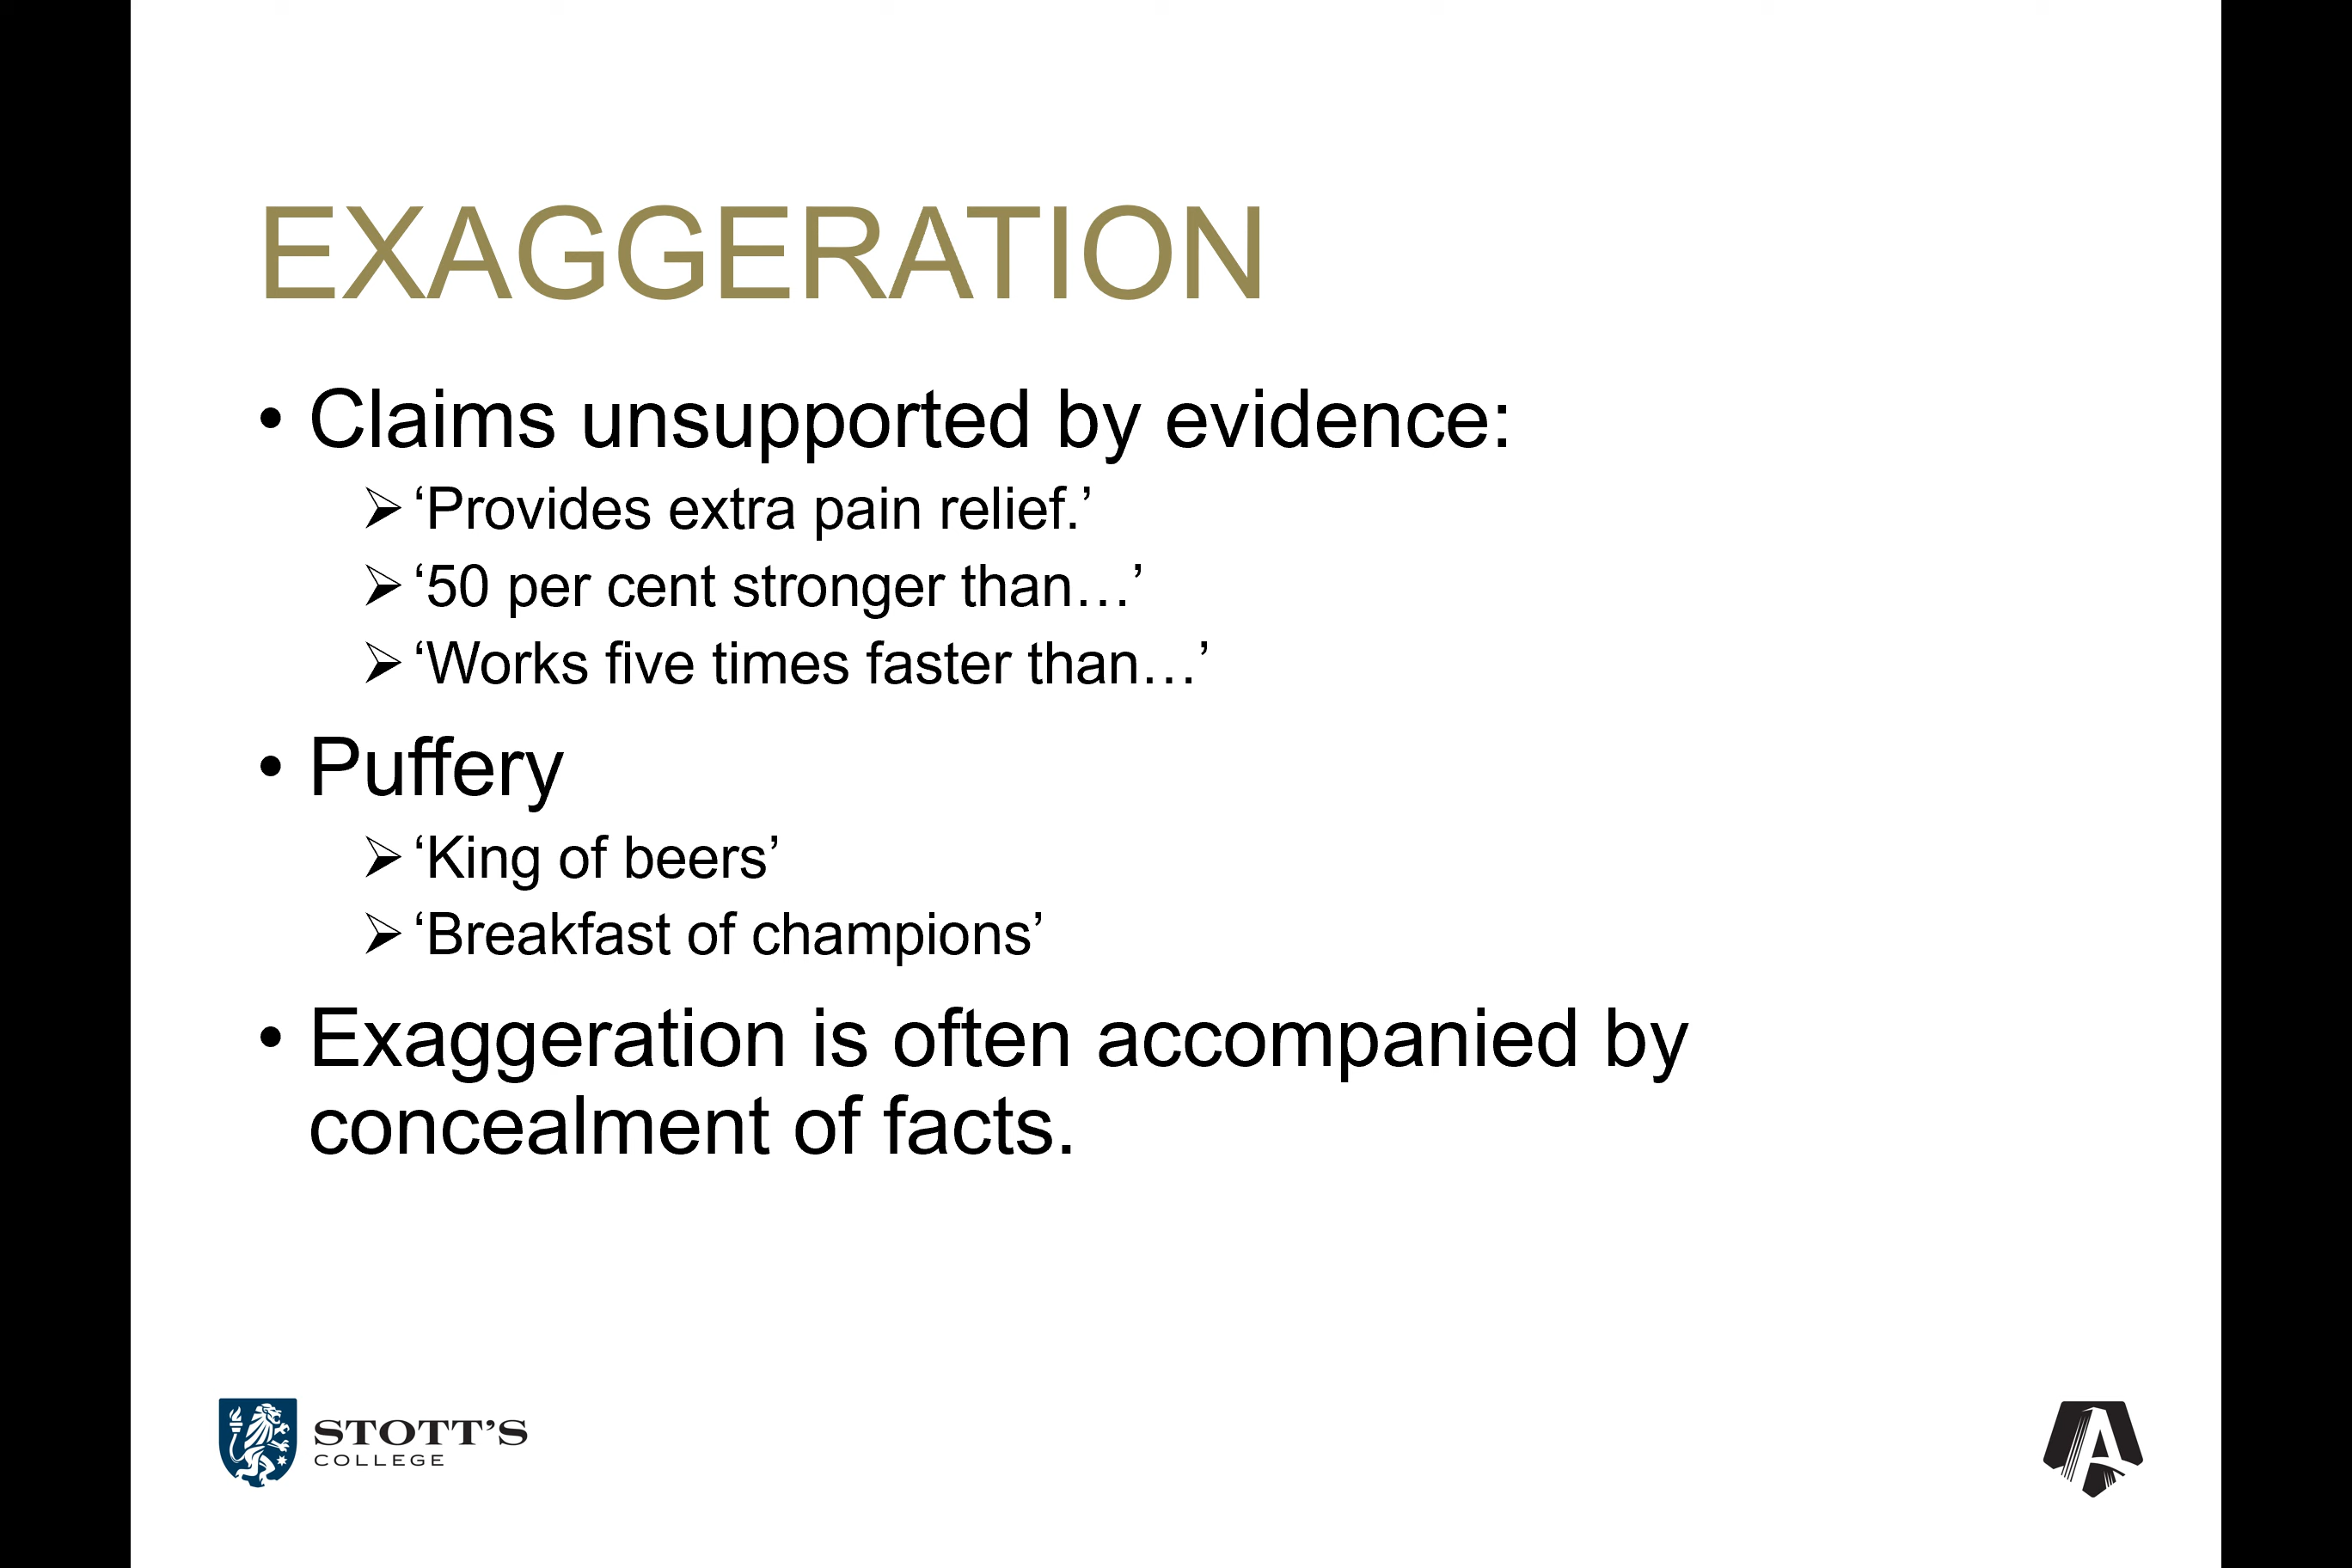 EXAGGERATION
• Claims unsupported by evidence:
➢ ‘Provides extra pain relief.’
➢ ‘50 per cent stronger than…’
➢ ‘Works five times faster than…’
• Puffery
➢ ‘King of beers’
➢ ‘Breakfast of champions’
• Exaggeration is often accompanied by
concealment of facts.
STOTT’S
COLLEGE
A